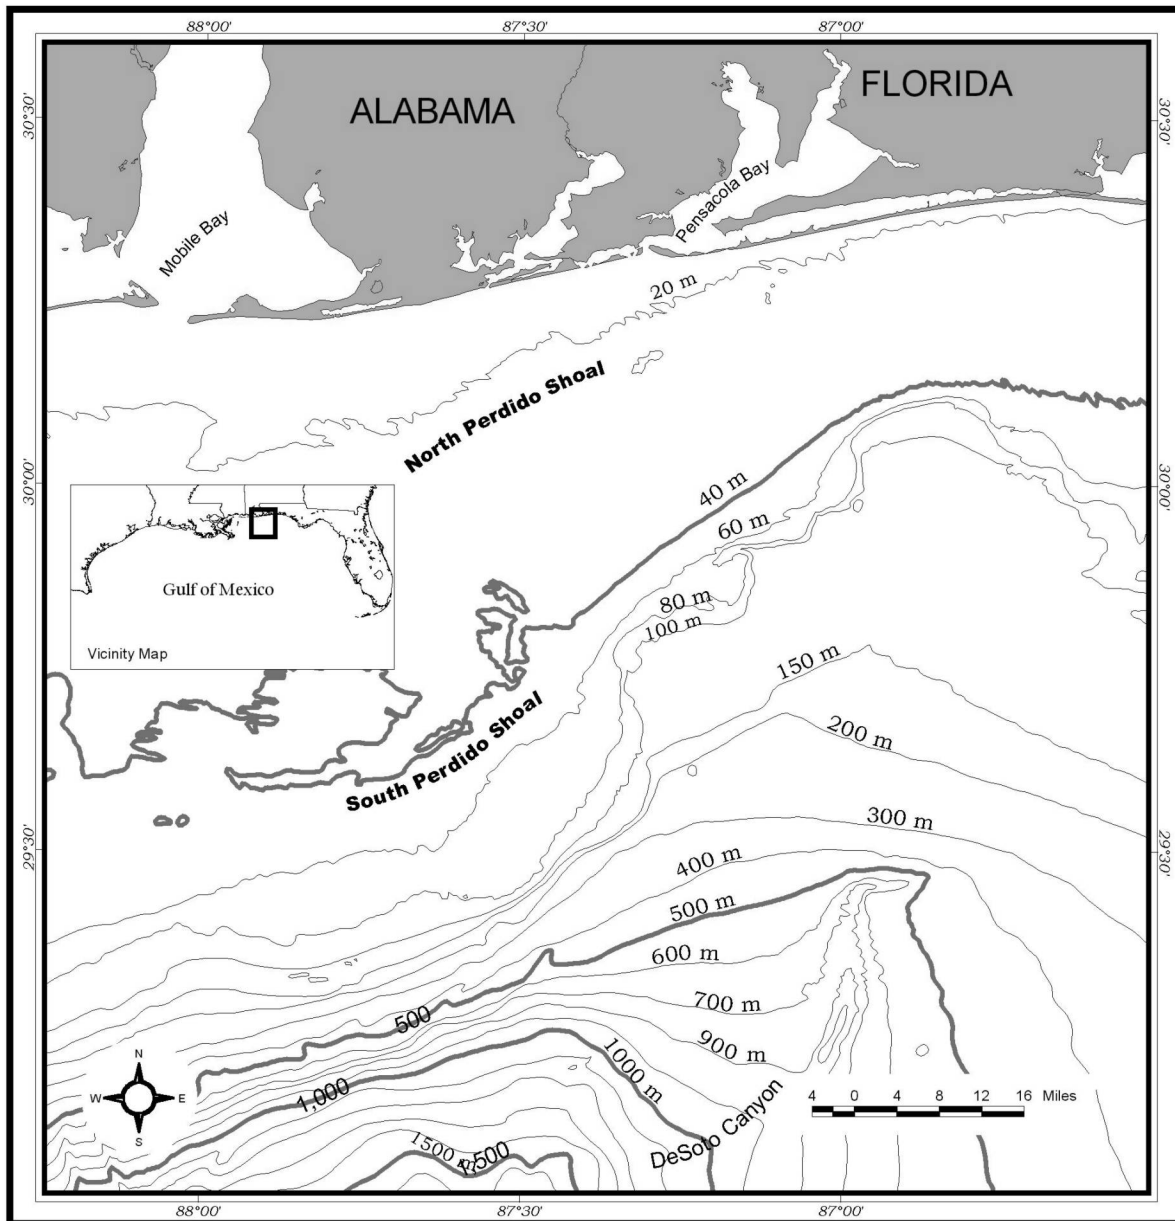 88°00'
87°30'
87°00'
30°30'
30°30'
ALABAMA
FLORIDA
Mobile Bay
Pensacola Bay
20 m
North Perdido Shoal
30°00'
30°00'
40 m
60 m
80 m
100 m
Gulf of Mexico
Vicinity Map
150 m
South Perdido Shoal
200 m
300 m
29°30'
29°30'
400 m
500 m
600 m
700 m
500
900 m
1000 m
1,000
N
W
E
S
4 0 4 8 12 16 Miles
DeSoto Canyon
1500 m
1,500
88°00'
87°30'
87°00'